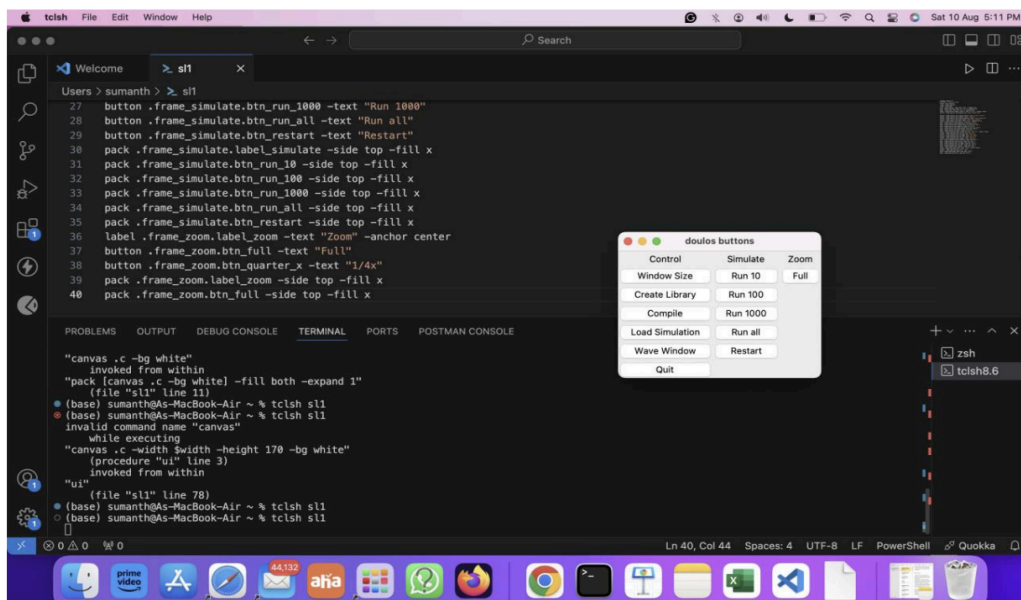 tclsh File Edit Window Help Sat 10 Aug 5:11 PM
Search
Welcome sl1
Users > sumanth > sl1
27 button .frame_simulate.btn_run_1000 -text "Run 1000"
28 button .frame_simulate.btn_run_all -text "Run all"
29 button .frame_simulate.btn_restart -text "Restart"
30 pack .frame_simulate.label_simulate -side top -fill x
31 pack .frame_simulate.btn_run_10 -side top -fill x
32 pack .frame_simulate.btn_run_100 -side top -fill x
33 pack .frame_simulate.btn_run_1000 -side top -fill x
34 pack .frame_simulate.btn_run_all -side top -fill x
35 pack .frame_simulate.btn_restart -side top -fill x
36 label .frame_zoom.label_zoom -text "Zoom" -anchor center
37 button .frame_zoom.btn_full -text "Full"
38 button .frame_zoom.btn_quarter_x -text "1/4x"
39 pack .frame_zoom.label_zoom -side top -fill x
40 pack .frame_zoom.btn_full -side top -fill x
doulos buttons
Control Simulate Zoom
Window Size Run 10 Full
Create Library Run 100
Compile Run 1000
Load Simulation Run all
Wave Window Restart
Quit
PROBLEMS OUTPUT DEBUG CONSOLE TERMINAL PORTS POSTMAN CONSOLE
zsh
tclsh8.6
"canvas .c -bg white"
invoked from within
"pack [canvas .c -bg white] -fill both -expand 1"
(file "sl1" line 11)
(base) sumanth@As-MacBook-Air ~ % tclsh sl1
(base) sumanth@As-MacBook-Air ~ % tclsh sl1
invalid command name "canvas"
while executing
"canvas .c -width $width -height 170 -bg white"
(procedure "ui" line 3)
invoked from within
"ui"
(file "sl1" line 78)
(base) sumanth@As-MacBook-Air ~ % tclsh sl1
(base) sumanth@As-MacBook-Air ~ % tclsh sl1
0 0 0 Ln 40, Col 44 Spaces: 4 UTF-8 LF PowerShell Quokka
44,132
prime
video
aha